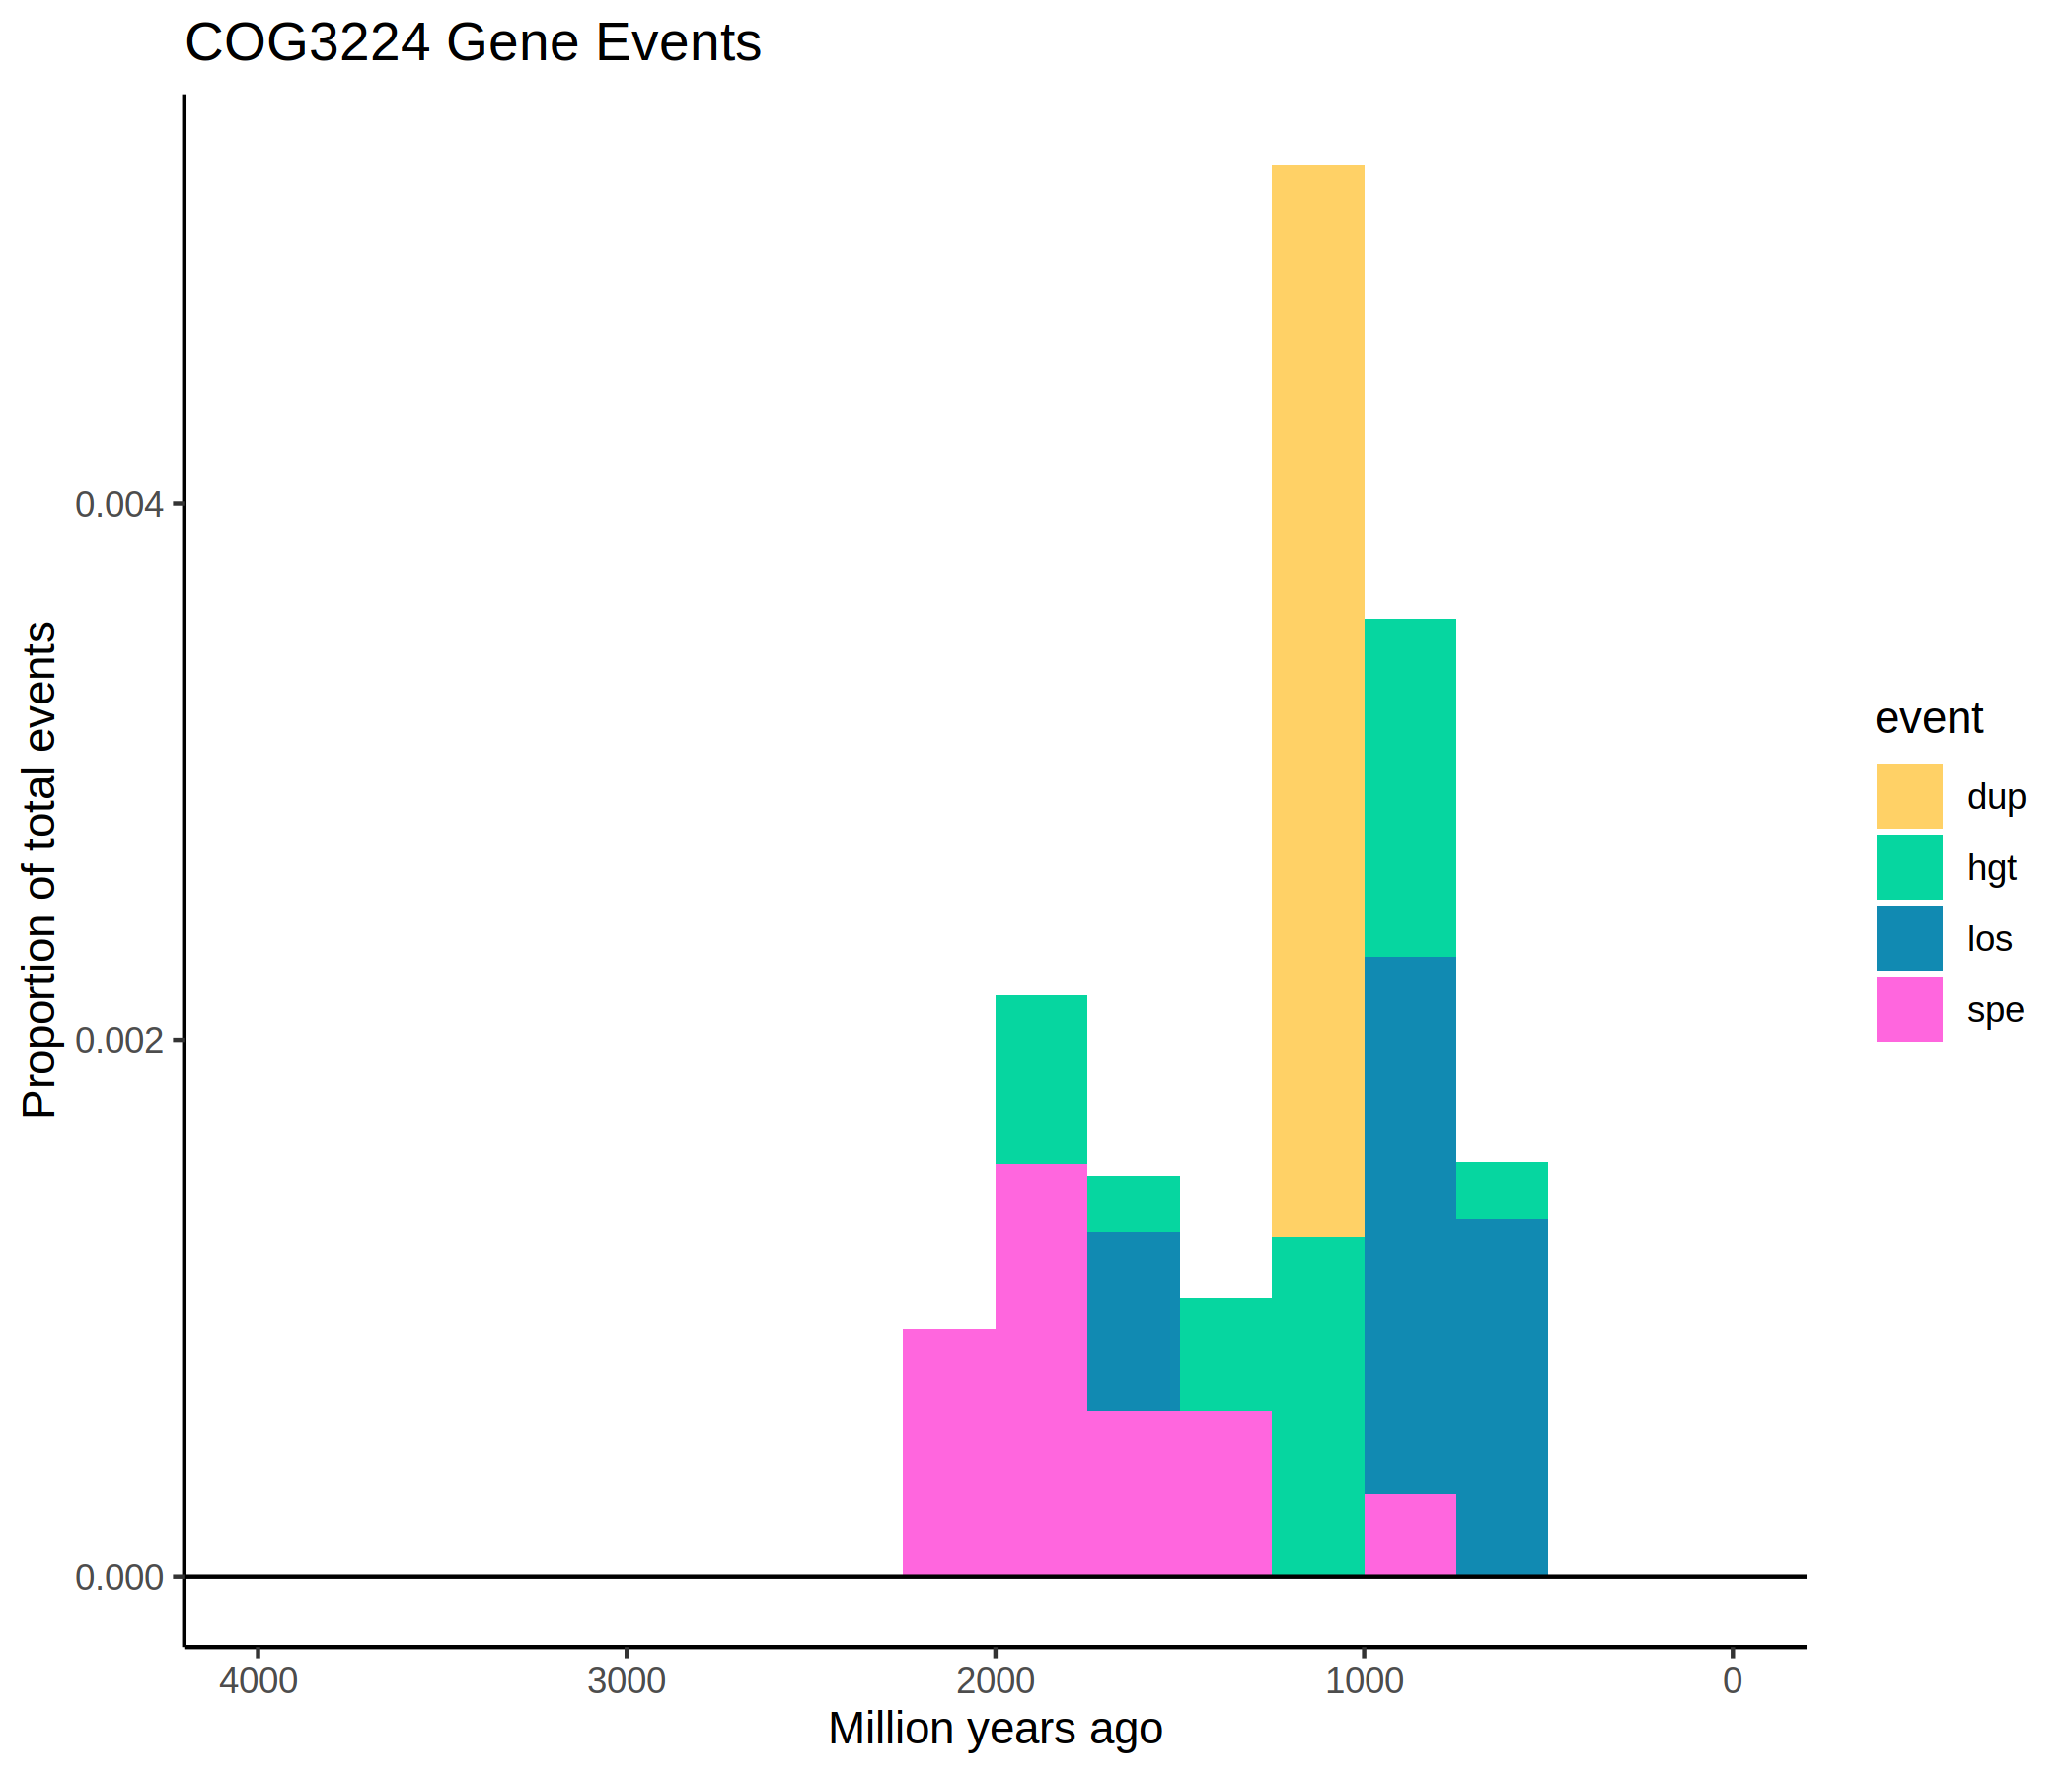 COG3224 Gene Events
Proportion of total events
0.004
0.002
0.000
4000 3000 2000 1000 0
Million years ago
event
dup
hgt
los
spe